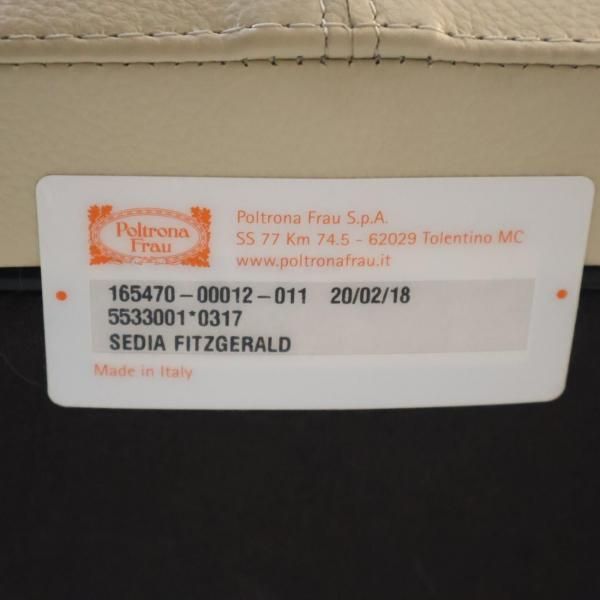 Poltrona
Frau
Poltrona Frau S.p.A.
SS 77 Km 74.5 - 62029 Tolentino MC
www.poltronafrau.it
165470-00012-011 20/02/18
5533001*0317
SEDIA FITZGERALD
Made in Italy